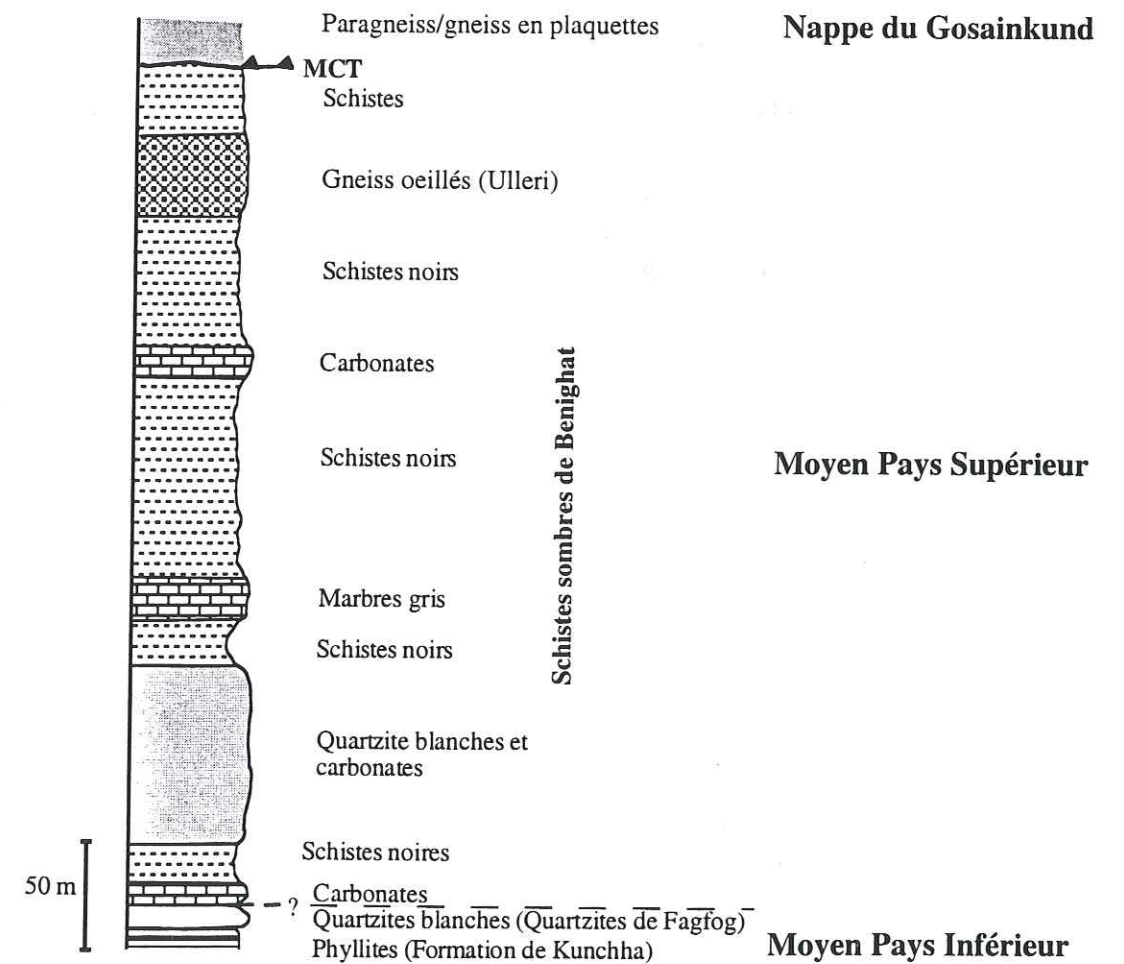 Paragneiss/gneiss en plaquettes
Nappe du Gosainkund
MCT
Schistes
Gneiss oeillés (Ulleri)
Schistes noirs
Carbonates
Schistes sombres de Benighat
Schistes noirs
Moyen Pays Supérieur
Marbres gris
Schistes noirs
Quartzite blanches et
carbonates
Schistes noires
50 m
Carbonates
?
Quartzites blanches (Quartzites de Fagfog)
Phyllites (Formation de Kunchha)
Moyen Pays Inférieur